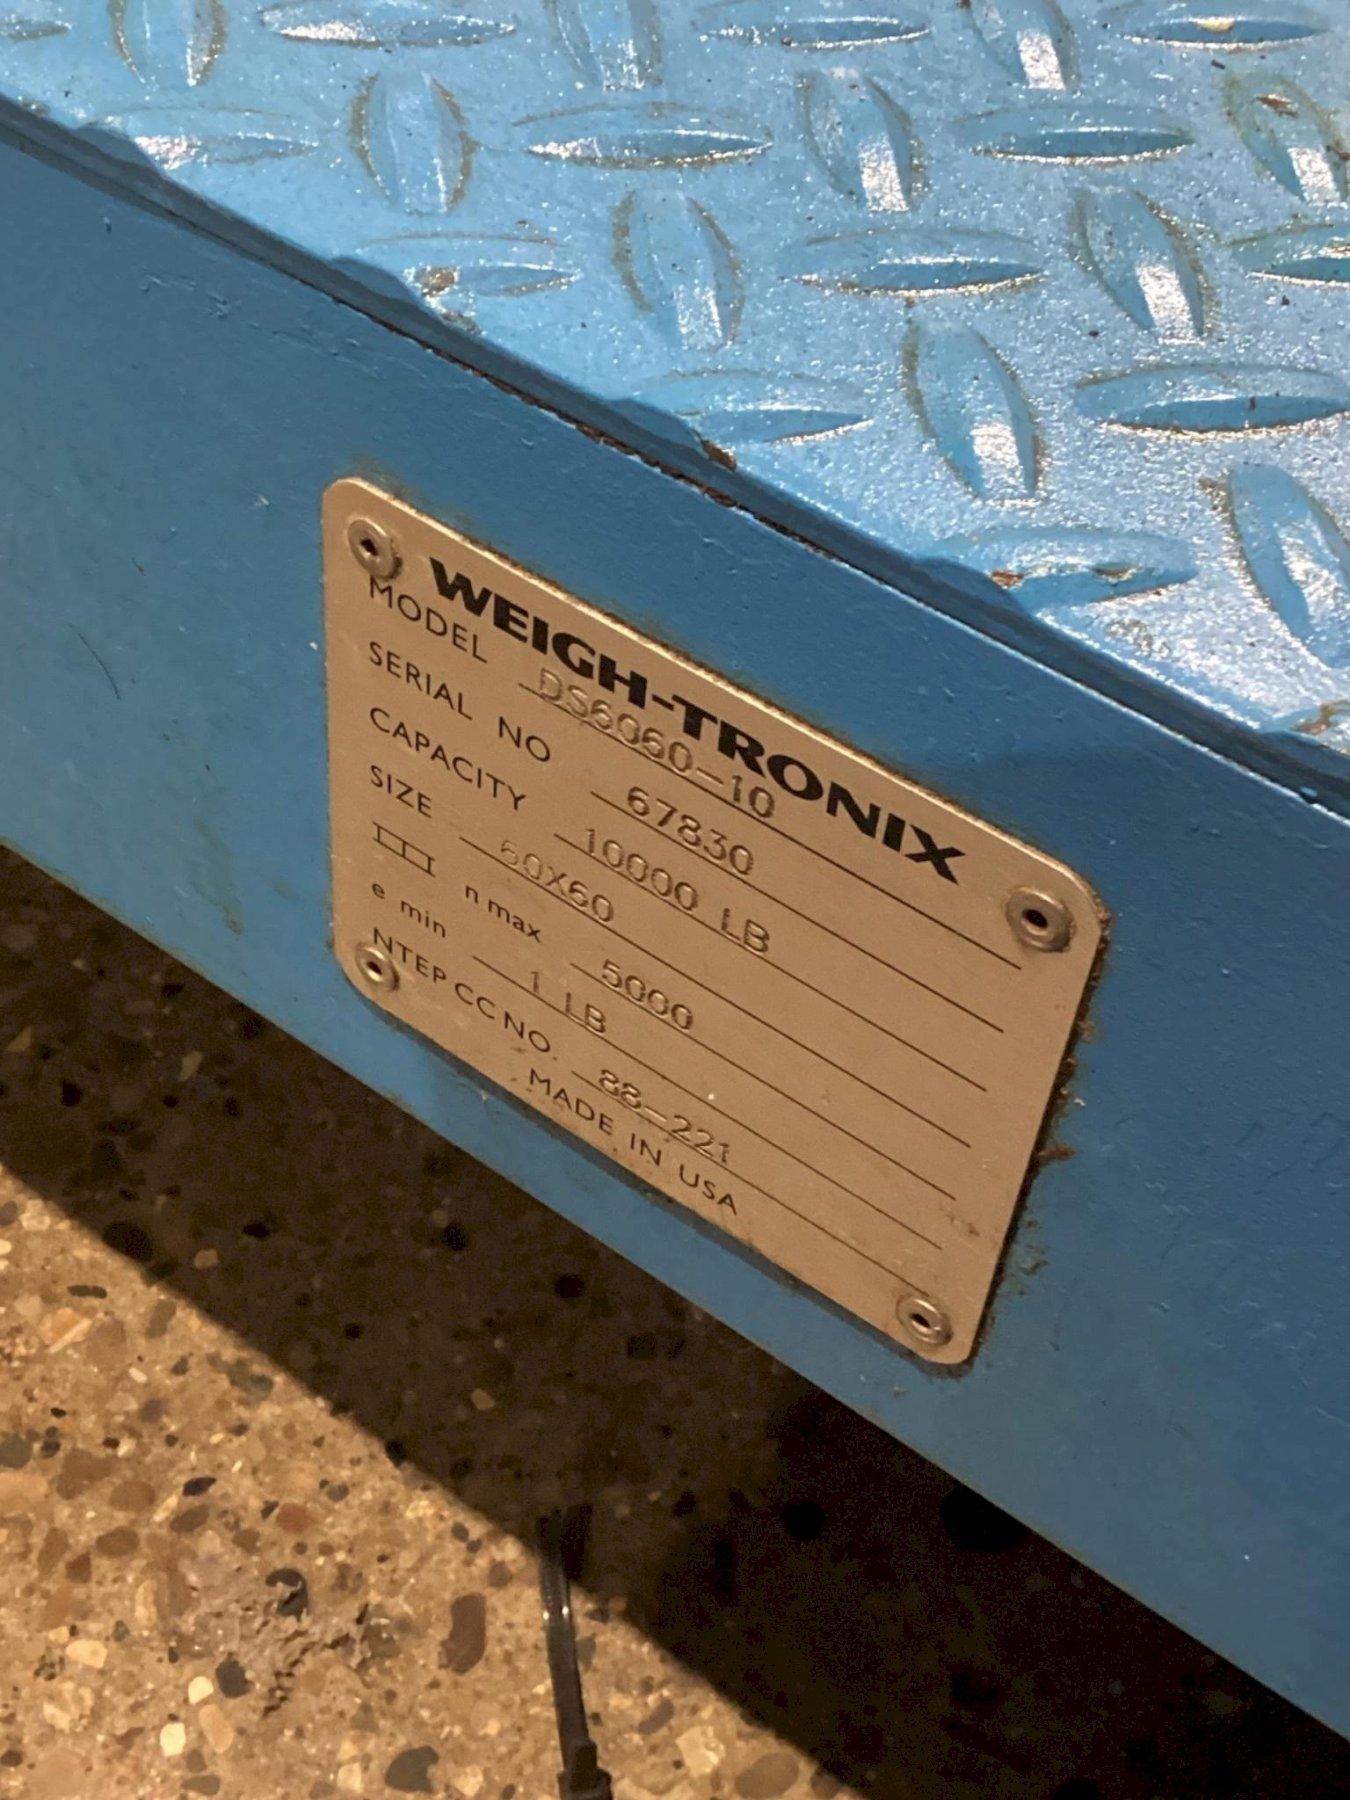 WEIGH-TRONIX
MODEL DS6060-10
SERIAL NO 67830
CAPACITY 10000 LB
SIZE 60X60
III n max 5000
e min 1 LB
NTEP CC NO. 88-221
MADE IN USA